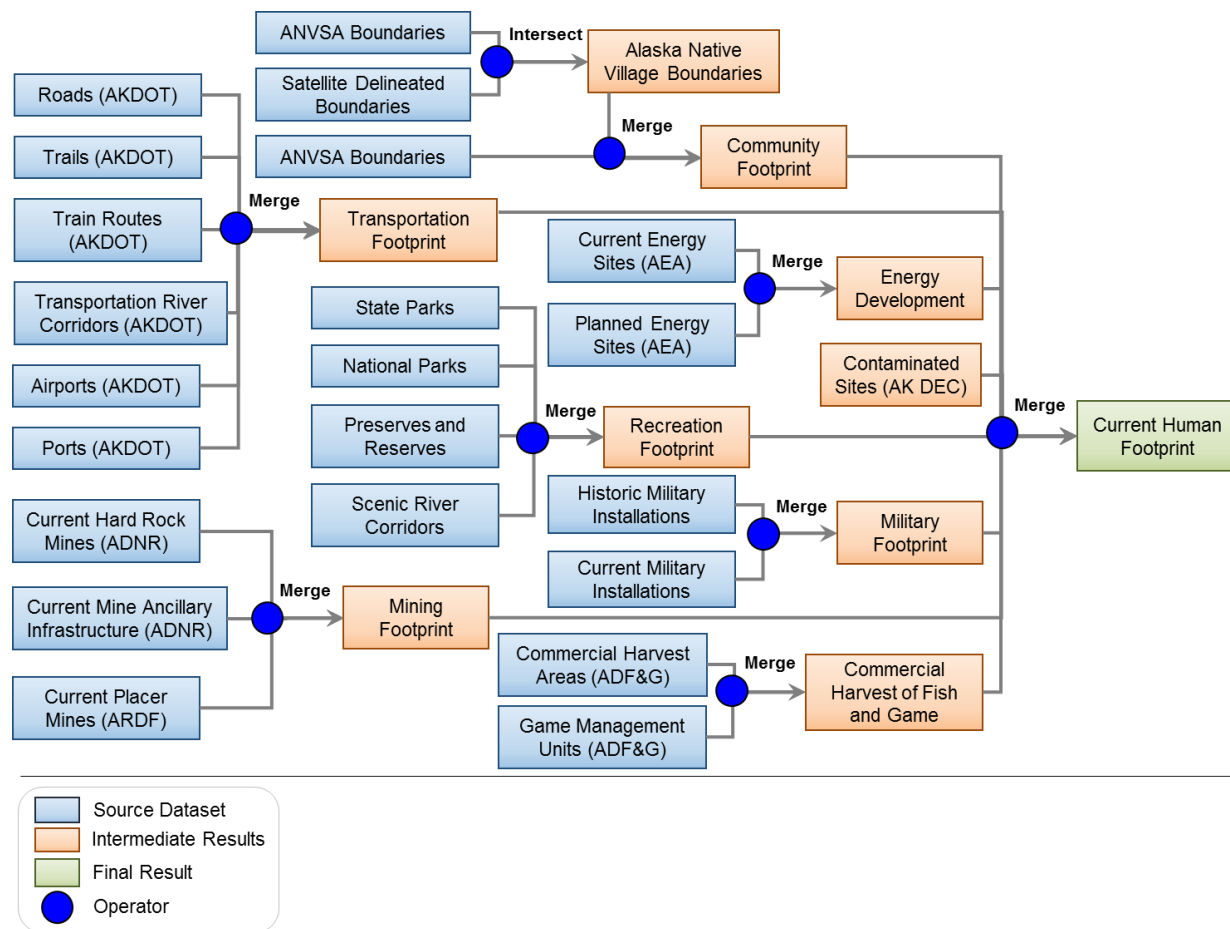 ANVSA Boundaries
Intersect
Alaska Native
Village Boundaries
Satellite Delineated
Boundaries
ANVSA Boundaries
Merge
Community
Footprint
Roads (AKDOT)
Trails (AKDOT)
Train Routes
(AKDOT)
Transportation River
Corridors (AKDOT)
Airports (AKDOT)
Ports (AKDOT)
Merge
Transportation
Footprint
Current Energy
Sites (AEA)
Planned Energy
Sites (AEA)
Merge
Energy
Development
Contaminated
Sites (AK DEC)
State Parks
National Parks
Preserves and
Reserves
Scenic River
Corridors
Merge
Recreation
Footprint
Merge
Current Human
Footprint
Historic Military
Installations
Current Military
Installations
Merge
Military
Footprint
Current Hard Rock
Mines (ADNR)
Current Mine Ancillary
Infrastructure (ADNR)
Current Placer
Mines (ARDF)
Merge
Mining
Footprint
Commercial Harvest
Areas (ADF&G)
Game Management
Units (ADF&G)
Merge
Commercial
Harvest of Fish
and Game
Source Dataset
Intermediate Results
Final Result
Operator